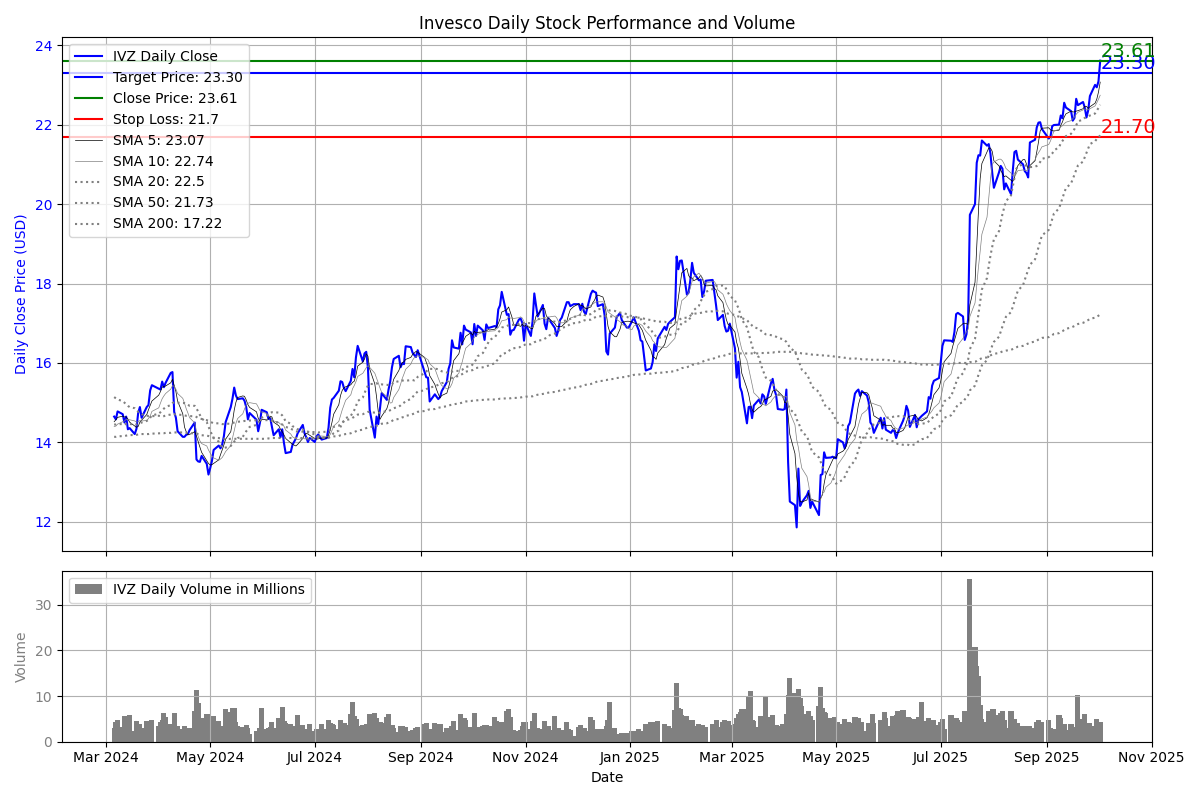 Invesco Daily Stock Performance and Volume
24
22
20
18
16
14
12
Daily Close Price (USD)
IVZ Daily Close
Target Price: 23.30
Close Price: 23.61
Stop Loss: 21.7
SMA 5: 23.07
SMA 10: 22.74
SMA 20: 22.5
SMA 50: 21.73
SMA 200: 17.22
23.61
23.30
21.70
30
20
10
0
Volume
IVZ Daily Volume in Millions
Mar 2024 May 2024 Jul 2024 Sep 2024 Nov 2024 Jan 2025 Mar 2025 May 2025 Jul 2025 Sep 2025 Nov 2025
Date